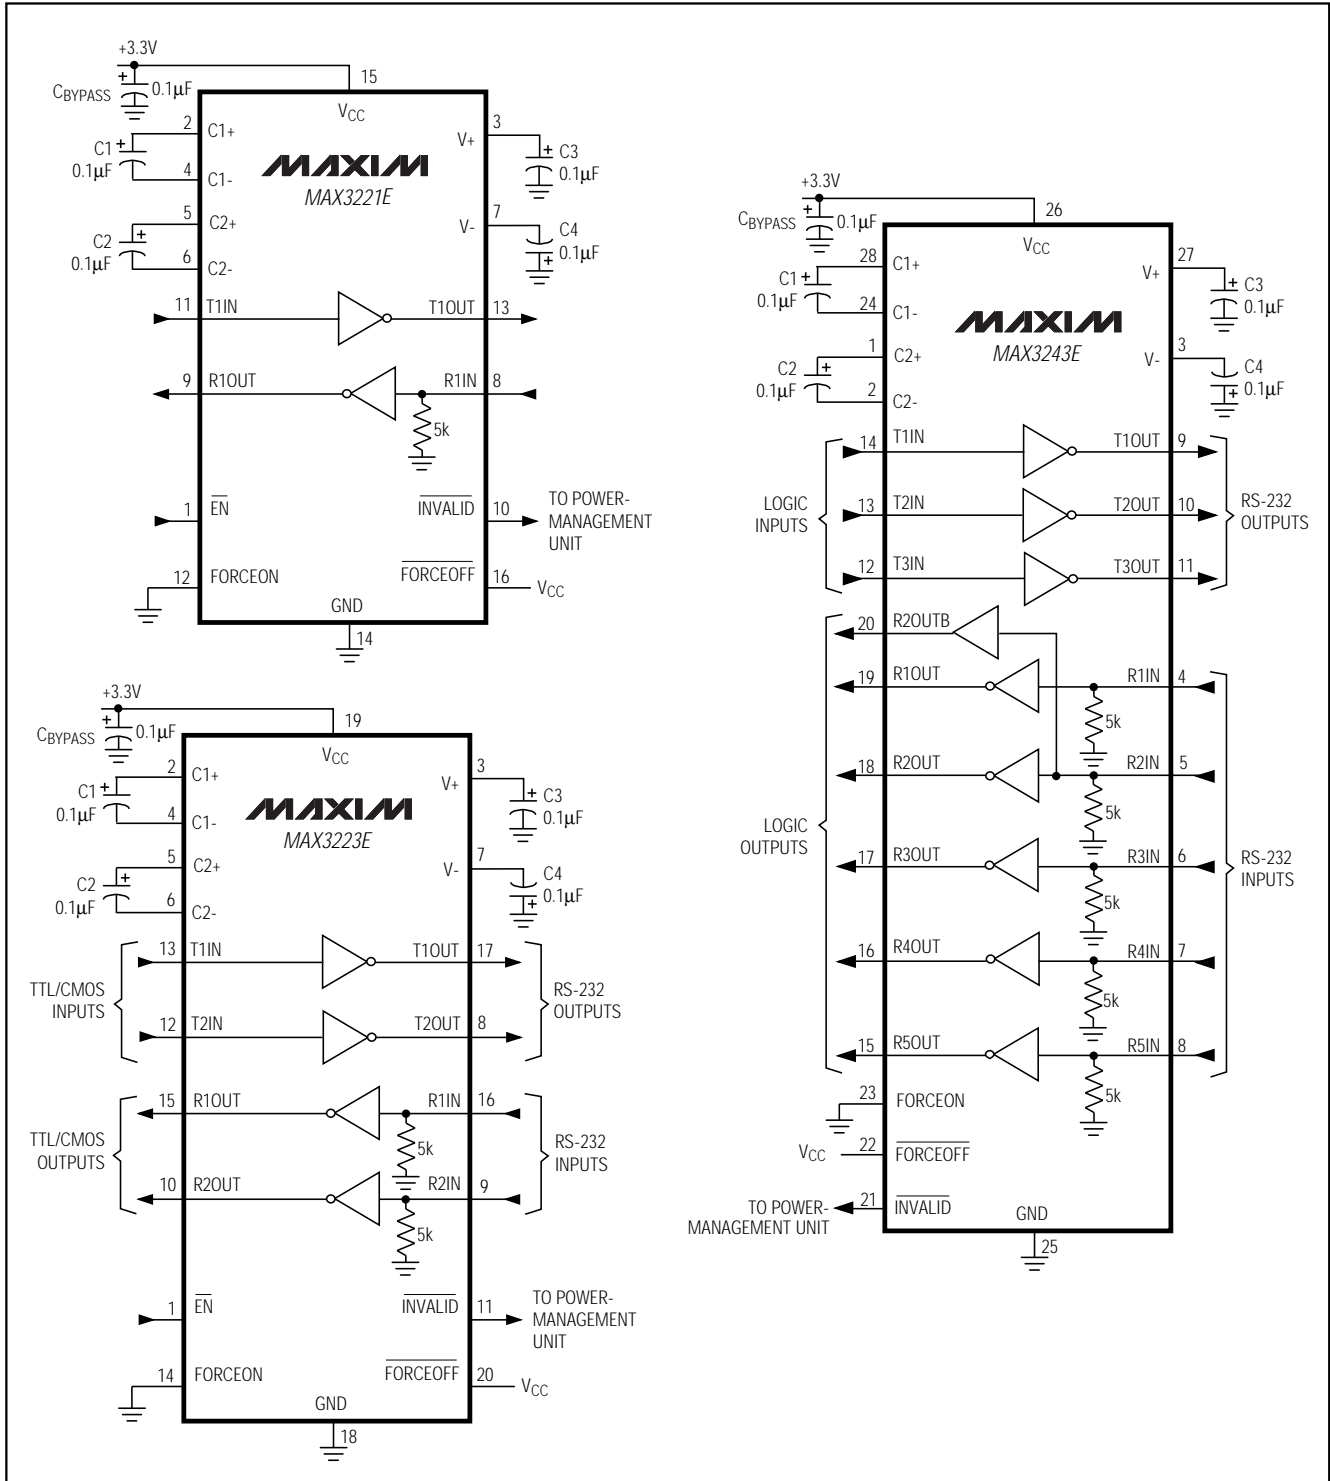 +3.3V
CBYPASS
+
0.1µF
15
VCC
2
C1+
C1
+
0.1µF
4
C1-
5
C2+
C2
+
0.1µF
6
C2-
MAXIM
MAX3221E
3
V+
+
C3
0.1µF
7
V-
C4
0.1µF
+
11
T1IN
T1OUT
13
9
R1OUT
R1IN
8
5k
1
EN
INVALID
10
TO POWER-
MANAGEMENT
UNIT
12
FORCEON
FORCEOFF
16
VCC
GND
14
+3.3V
CBYPASS
+
0.1µF
19
VCC
2
C1+
C1
+
0.1µF
4
C1-
5
C2+
C2
+
0.1µF
6
C2-
MAXIM
MAX3223E
3
V+
+
C3
0.1µF
7
V-
C4
0.1µF
+
TTL/CMOS
INPUTS
13
T1IN
T1OUT
17
12
T2IN
T2OUT
8
RS-232
OUTPUTS
TTL/CMOS
OUTPUTS
15
R1OUT
R1IN
16
5k
10
R2OUT
R2IN
9
5k
RS-232
INPUTS
1
EN
INVALID
11
TO POWER-
MANAGEMENT
UNIT
14
FORCEON
FORCEOFF
20
VCC
GND
18
+3.3V
CBYPASS
+
0.1µF
26
VCC
28
C1+
C1
+
0.1µF
24
C1-
1
C2+
C2
+
0.1µF
2
C2-
MAXIM
MAX3243E
27
V+
+
C3
0.1µF
3
V-
C4
0.1µF
+
LOGIC
INPUTS
14
T1IN
T1OUT
9
13
T2IN
T2OUT
10
12
T3IN
T3OUT
11
RS-232
OUTPUTS
LOGIC
OUTPUTS
20
R2OUTB
19
R1OUT
R1IN
4
5k
18
R2OUT
R2IN
5
5k
17
R3OUT
R3IN
6
5k
16
R4OUT
R4IN
7
5k
15
R5OUT
R5IN
8
5k
RS-232
INPUTS
23
FORCEON
VCC
22
FORCEOFF
TO POWER-
MANAGEMENT UNIT
21
INVALID
GND
25